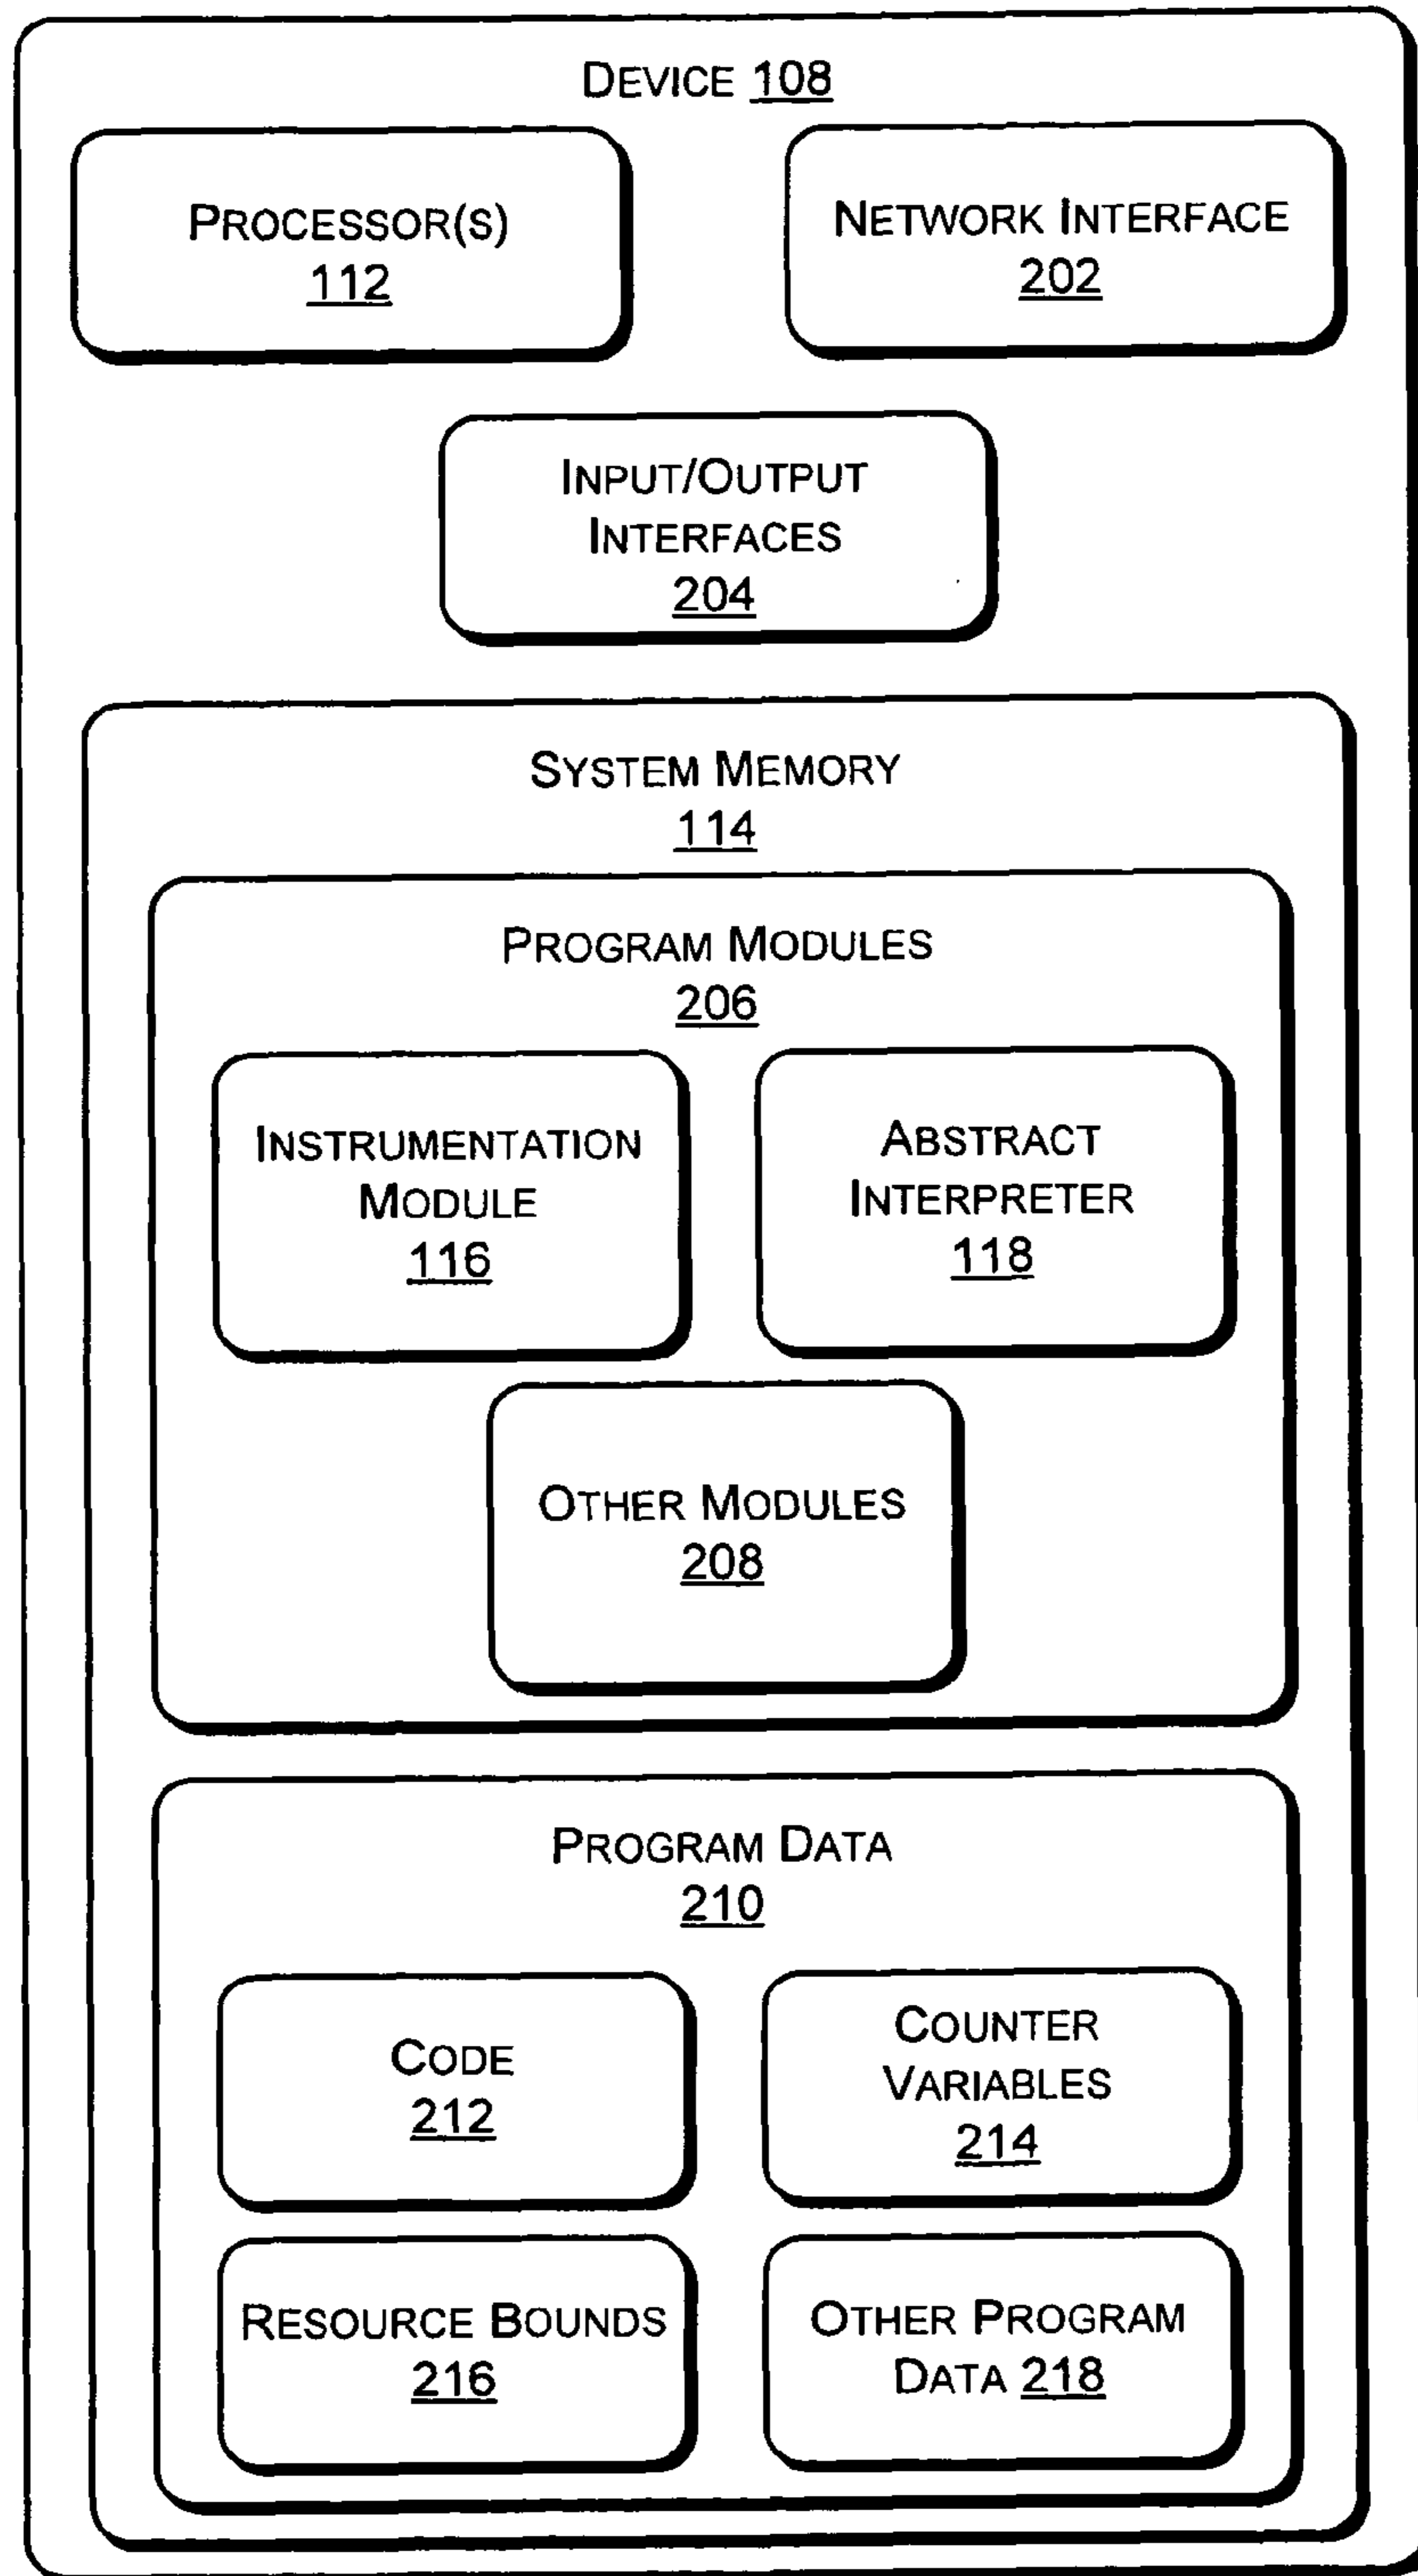 DEVICE 108
PROCESSOR(S)
112
NETWORK INTERFACE
202
INPUT/OUTPUT
INTERFACES
204
SYSTEM MEMORY
114
PROGRAM MODULES
206
INSTRUMENTATION
MODULE
116
ABSTRACT
INTERPRETER
118
OTHER MODULES
208
PROGRAM DATA
210
CODE
212
COUNTER
VARIABLES
214
RESOURCE BOUNDS
216
OTHER PROGRAM
DATA 218